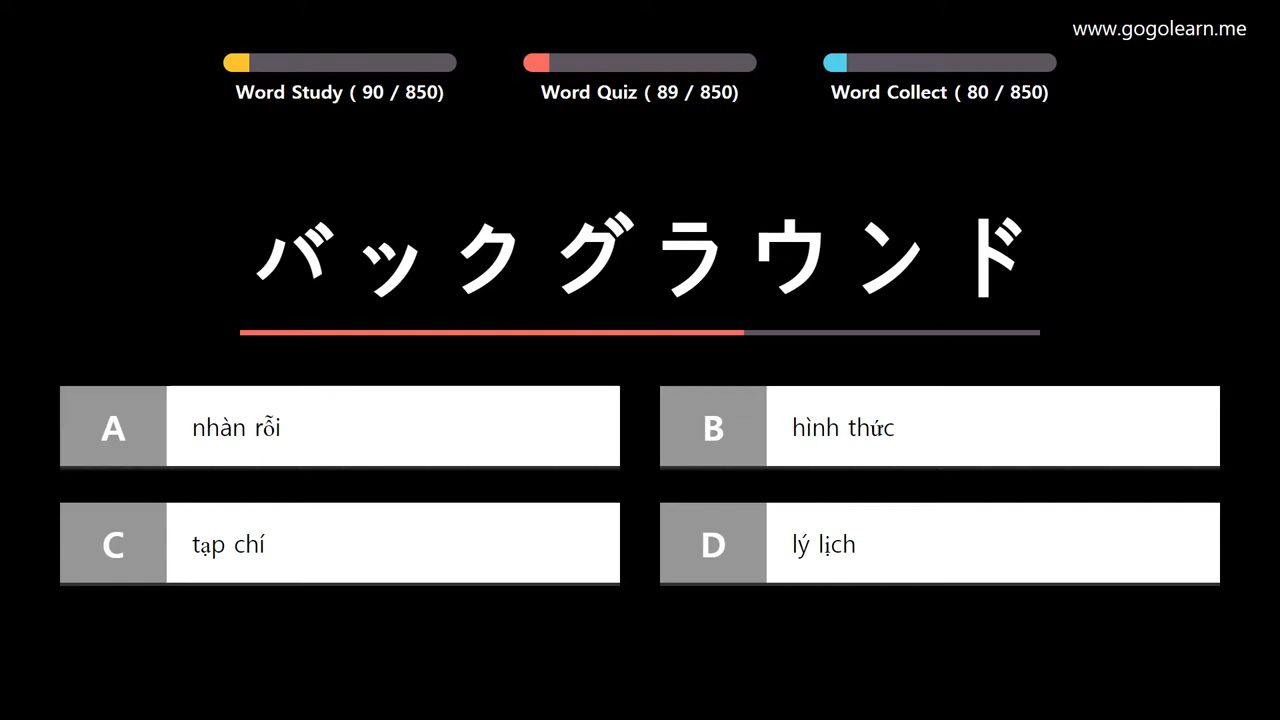 www.gogolearn.me
Word Study ( 90 / 850)
Word Quiz ( 89 / 850)
Word Collect ( 80 / 850)
バックグラウンド
A nhàn rỗi
B hình thức
C tạp chí
D lý lịch